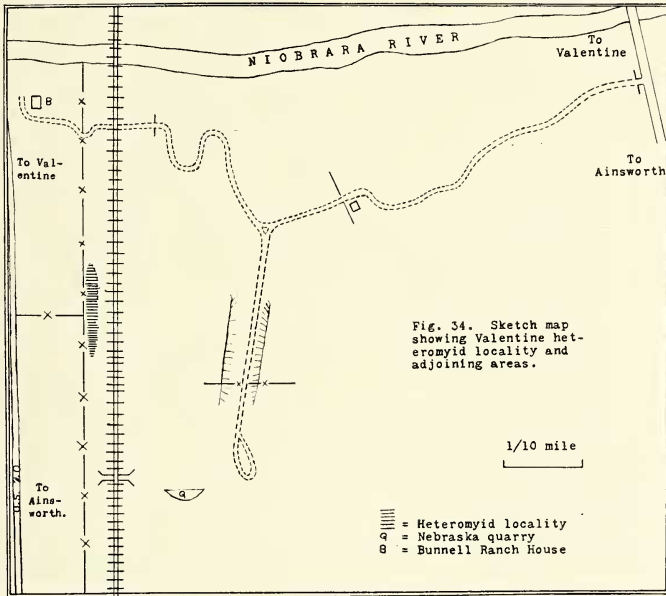 NIOBRARA RIVER
To
Valentine
B
To Val-
entine
To
Ainsworth
Fig. 34. Sketch map
showing Valentine het-
eromyid locality and
adjoining areas.
1/10 mile
U.S. 20
To
Ains-
worth.
Q
= Heteromyid locality
Q = Nebraska quarry
B = Bunnell Ranch House